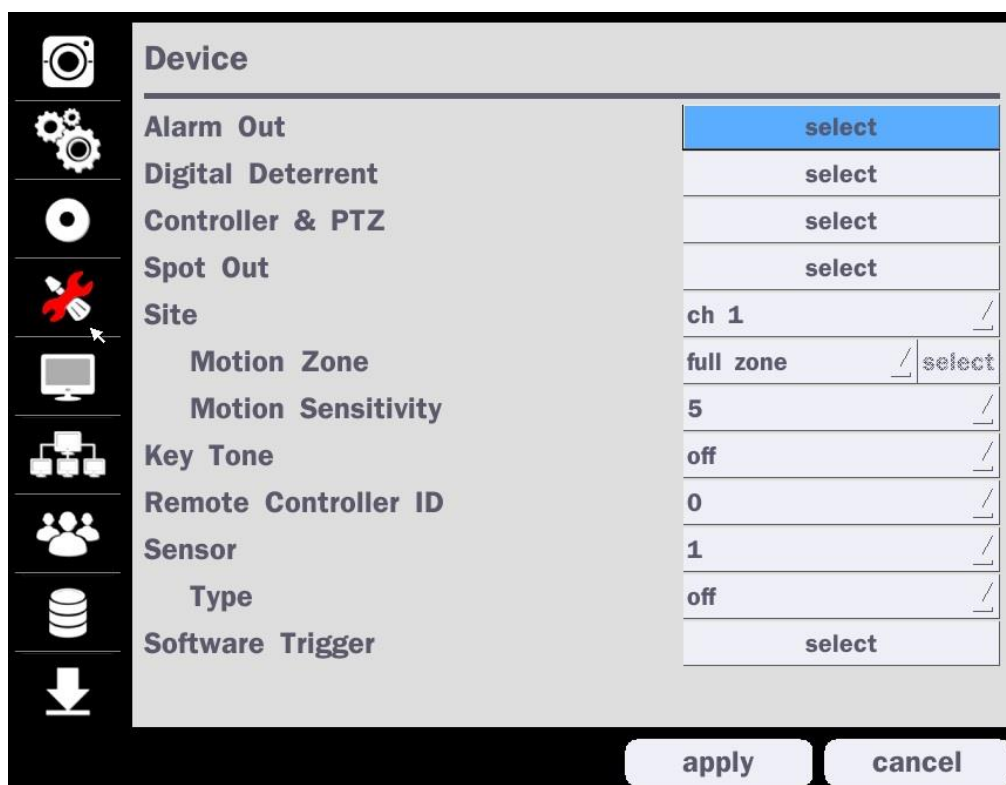 Device
Alarm Out select
Digital Deterrent select
Controller & PTZ select
Spot Out select
Site ch 1
Motion Zone full zone select
Motion Sensitivity 5
Key Tone off
Remote Controller ID 0
Sensor 1
Type off
Software Trigger select
apply cancel